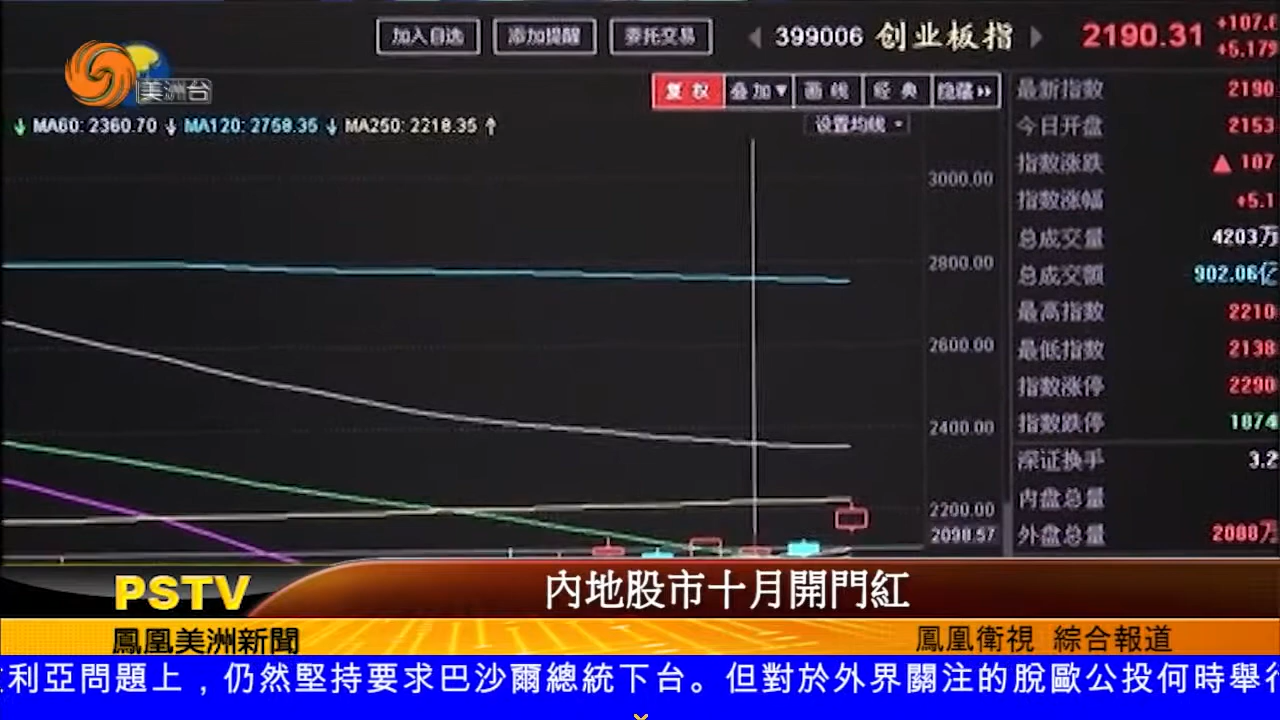 加入自选 添加提醒 委托交易 399006 创业板指 2190.31 +107.
+5.179
美洲台
复权 叠加 画线 经典 隐藏
MA60: 2360.70 MA120: 2758.35 MA250: 2218.35
设置均线
3000.00
2800.00
2600.00
2400.00
2200.00
2098.57
最新指数 2190
今日开盘 2153
指数涨跌 107
指数涨幅 +5.1
总成交量 4203万
总成交额 902.06亿
最高指数 2210
最低指数 2138
指数涨停 2290
指数跌停 1874
深证换手 3.2
内盘总量
外盘总量 2088万
PSTV 內地股市十月開門紅
鳳凰美洲新聞 鳳凰衛視 綜合報道
利亞問題上，仍然堅持要求巴沙爾總統下台。但對於外界關注的脫歐公投何時舉行